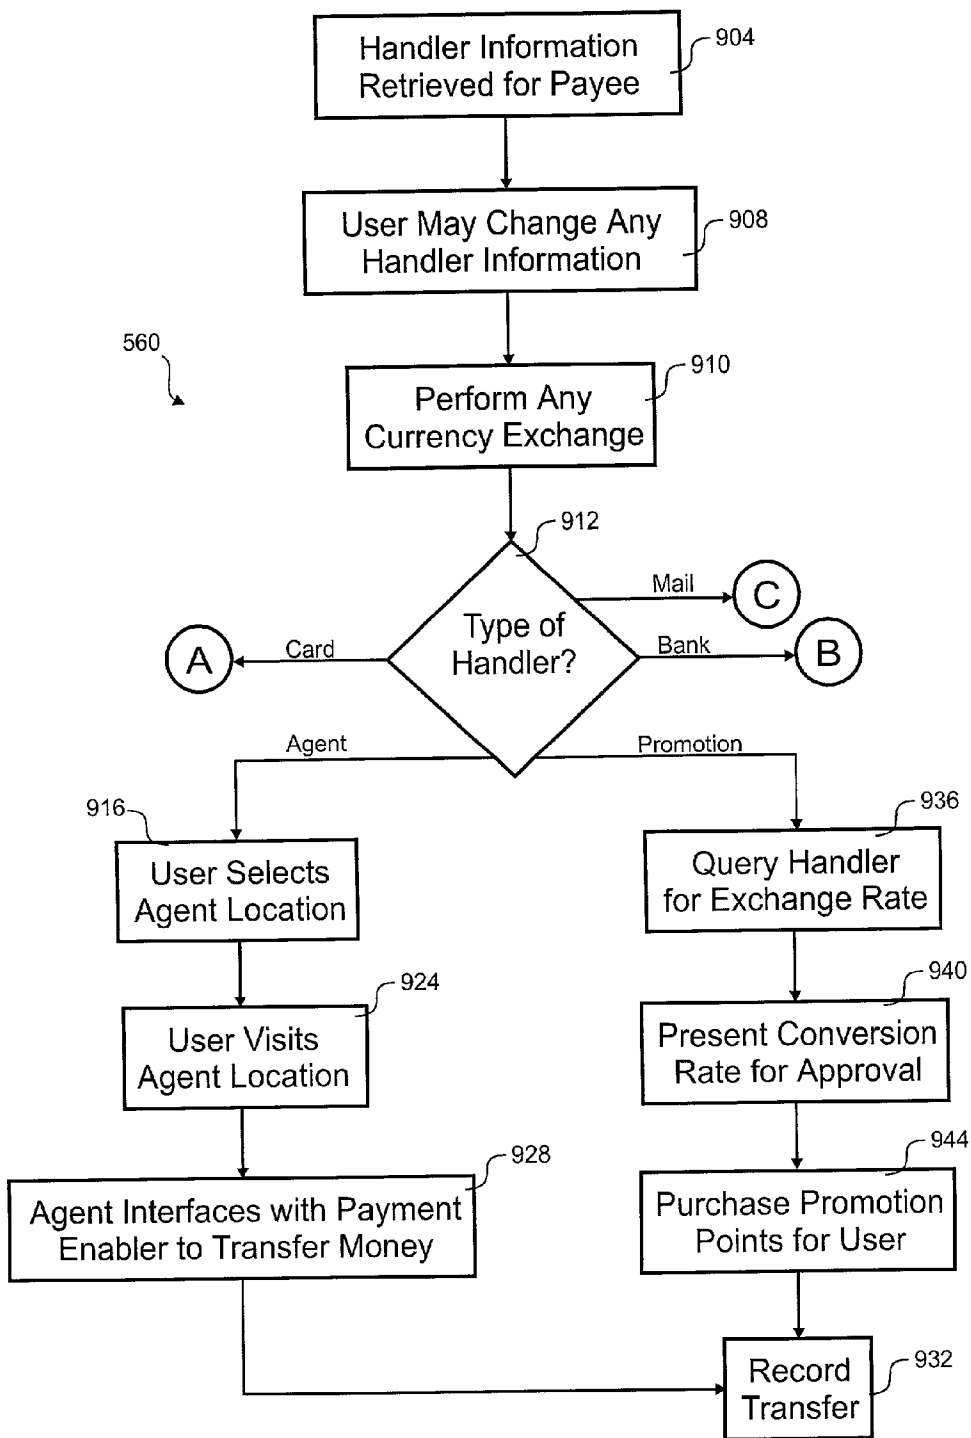 904
Handler Information
Retrieved for Payee
User May Change Any
Handler Information
908
560
910
Perform Any
Currency Exchange
912
Mail
C
Type of
Handler?
A
Card
Bank
B
Agent
Promotion
916
User Selects
Agent Location
936
Query Handler
for Exchange Rate
924
User Visits
Agent Location
940
Present Conversion
Rate for Approval
928
Agent Interfaces with Payment
Enabler to Transfer Money
944
Purchase Promotion
Points for User
Record
Transfer
932